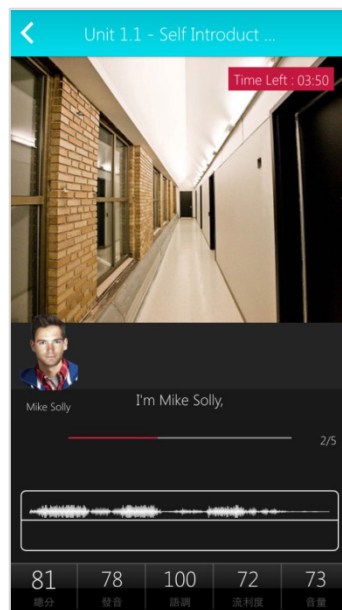 Unit 1.1 - Self Introduct ...
Time Left : 03:50
Mike Solly
I'm Mike Solly,
2/5
81 78 100 72 73
總分 發音 語調 流利度 音量